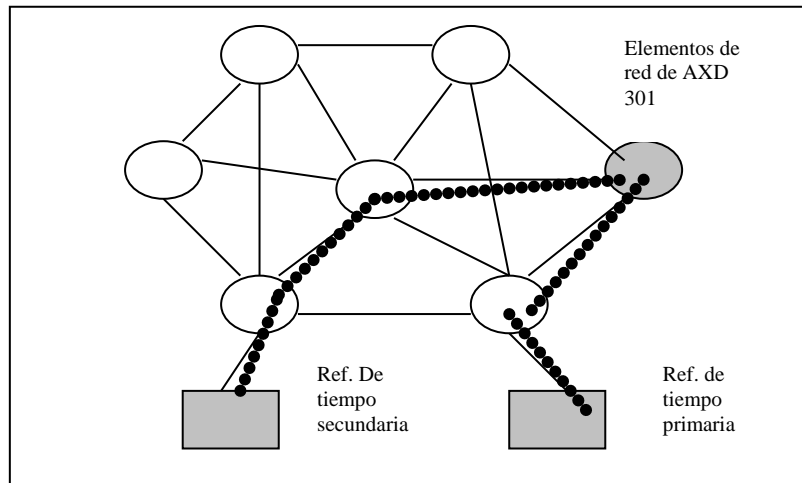 Elementos de
red de AXD
301
Ref. De
tiempo
secundaria
Ref. de
tiempo
primaria